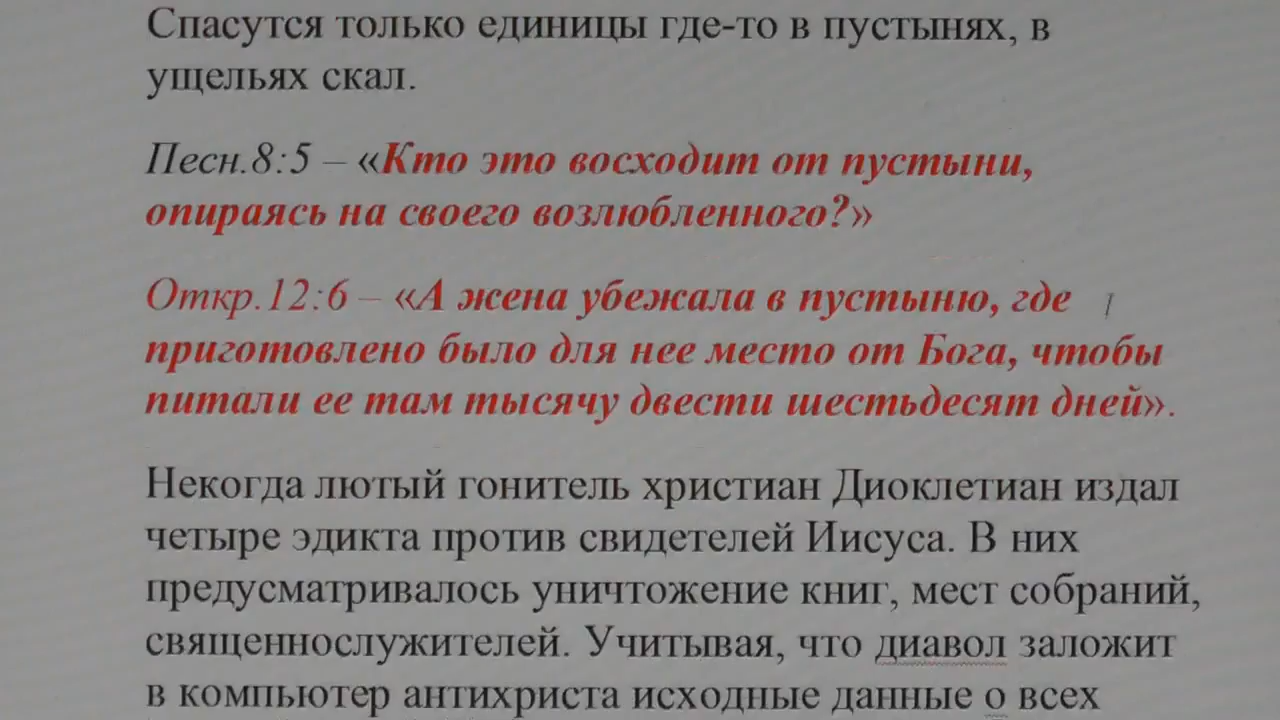 Спасутся только единицы где-то в пустынях, в
ущельях скал.
Песн.8:5 – «Кто это восходит от пустыни,
опираясь на своего возлюбленного?»
Откр.12:6 – «А жена убежала в пустыню, где
приготовлено было для нее место от Бога, чтобы
питали ее там тысячу двести шестьдесят дней».
Некогда лютый гонитель христиан Диоклетиан издал
четыре эдикта против свидетелей Иисуса. В них
предусматривалось уничтожение книг, мест собраний,
священнослужителей. Учитывая, что диавол заложит
в компьютер антихриста исходные данные о всех